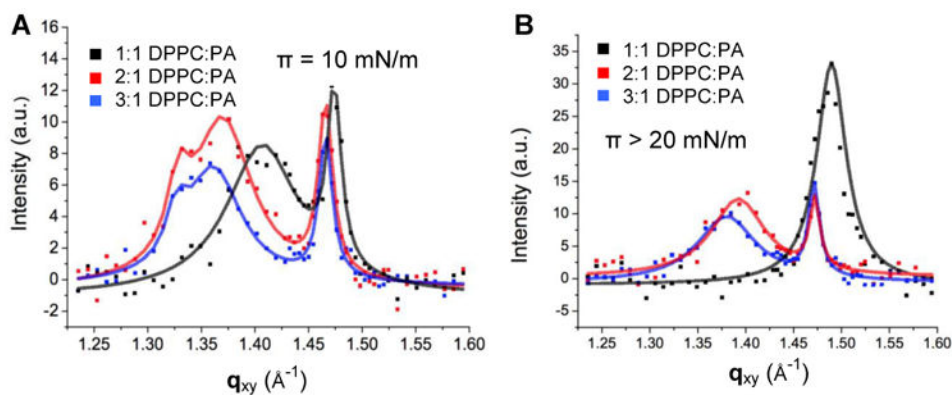 A
16
14
12
10
8
6
4
2
0
-2
Intensity (a.u.)
1:1 DPPC:PA
2:1 DPPC:PA
3:1 DPPC:PA
π = 10 mN/m
1.25 1.30 1.35 1.40 1.45 1.50 1.55 1.60
qxy (Å-1)
B
35
30
25
20
15
10
5
0
-5
Intensity (a.u.)
1:1 DPPC:PA
2:1 DPPC:PA
3:1 DPPC:PA
π > 20 mN/m
1.25 1.30 1.35 1.40 1.45 1.50 1.55 1.60
qxy (Å-1)